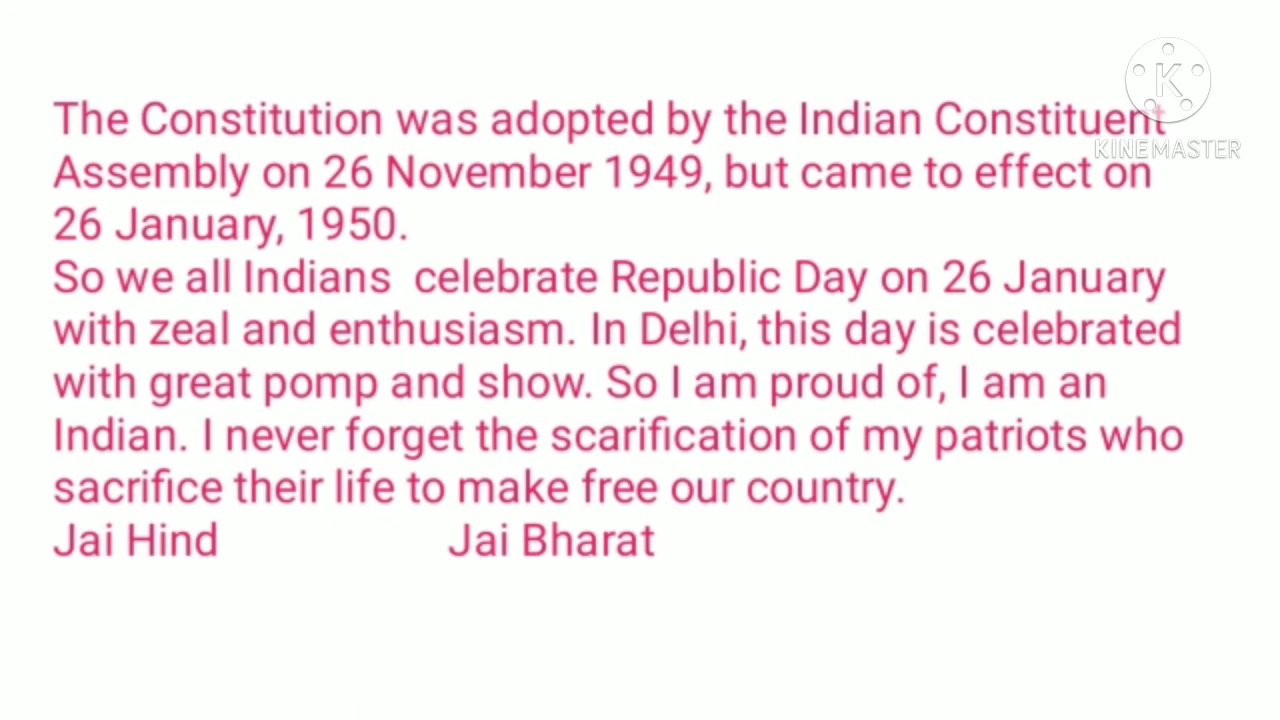 The Constitution was adopted by the Indian Constituent
Assembly on 26 November 1949, but came to effect on
26 January, 1950.
So we all Indians  celebrate Republic Day on 26 January
with zeal and enthusiasm. In Delhi, this day is celebrated
with great pomp and show. So I am proud of, I am an
Indian. I never forget the scarification of my patriots who
sacrifice their life to make free our country.
Jai Hind                    Jai Bharat
K
KINEMASTER